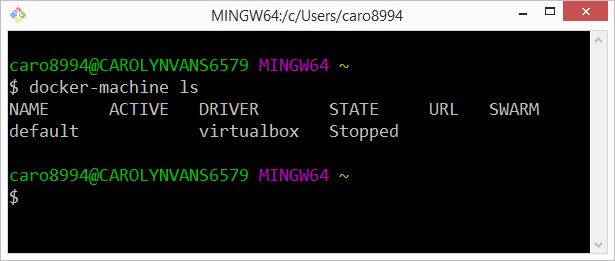 MINGW64:/c/Users/caro8994
caro8994@CAROLYNVANS6579 MINGW64 ~
$ docker-machine ls
NAME      ACTIVE   DRIVER       STATE     URL   SWARM
default            virtualbox   Stopped
caro8994@CAROLYNVANS6579 MINGW64 ~
$